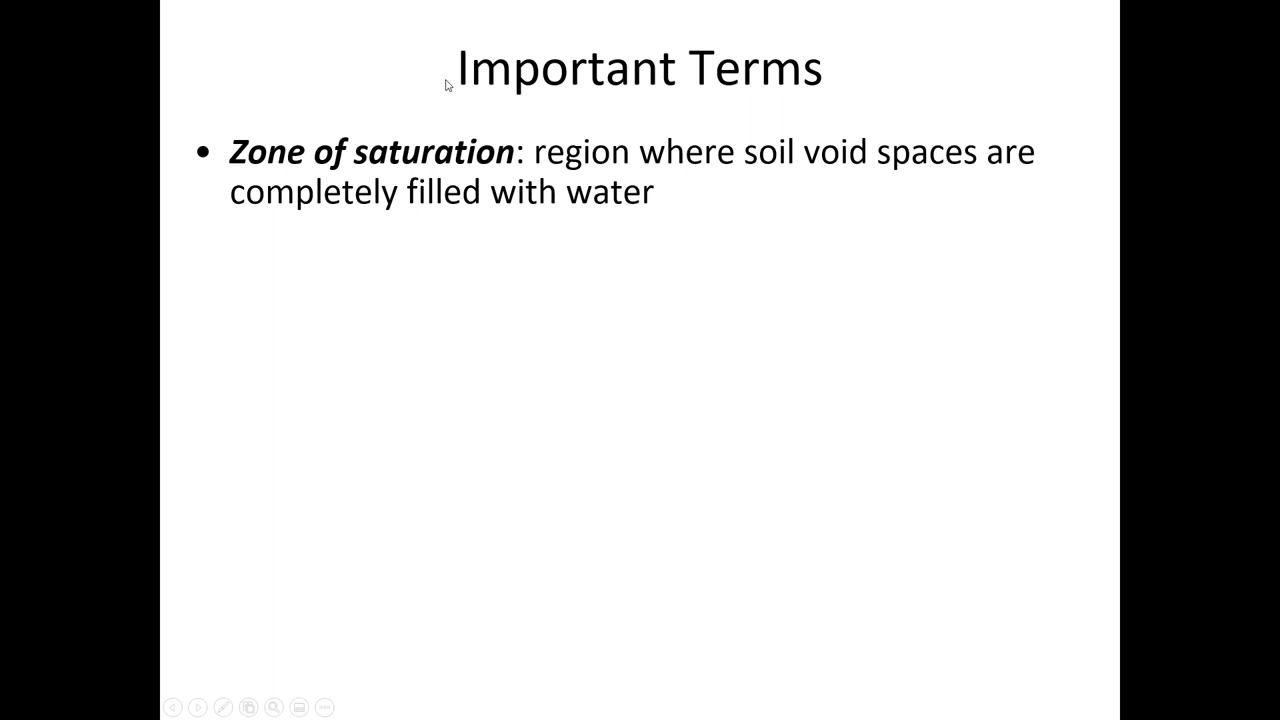 Important Terms
• Zone of saturation: region where soil void spaces are
completely filled with water